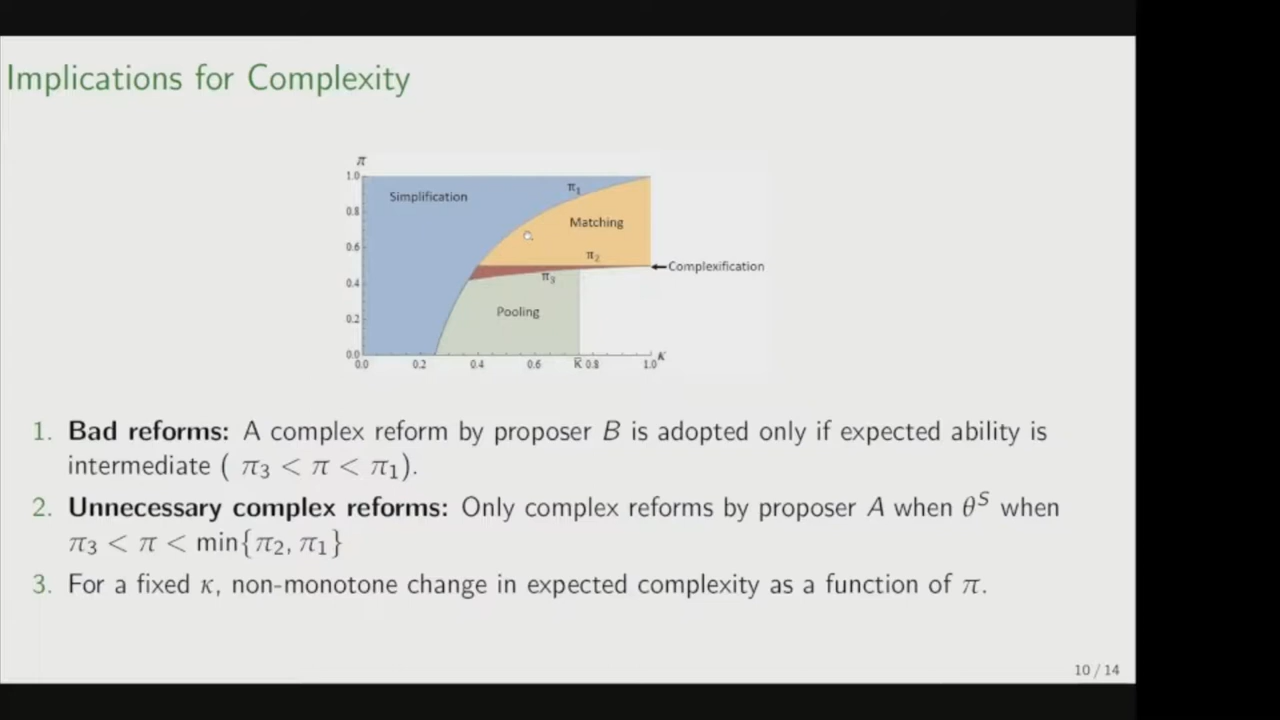 Implications for Complexity
π
1.0
Simplification
π₁
0.8
Matching
0.6
π₂
Complexification
π₃
0.4
Pooling
0.2
0.0
0.0 0.2 0.4 0.6 κ̄ 0.8 1.0 κ
1. Bad reforms: A complex reform by proposer B is adopted only if expected ability is
intermediate ( π₃ < π < π₁).
2. Unnecessary complex reforms: Only complex reforms by proposer A when θˢ when
π₃ < π < min{π₂, π₁}
3. For a fixed κ, non-monotone change in expected complexity as a function of π.
10 / 14